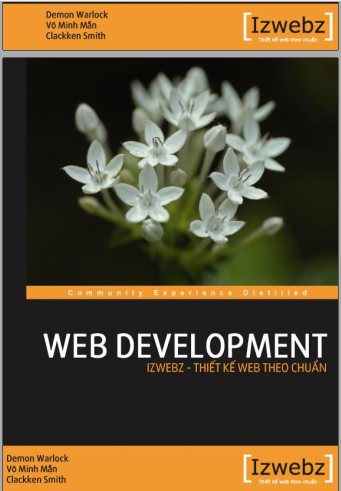 Demon Warlock
Võ Minh Mẫn
Clackken Smith
[Izwebz]
Thiết kế web theo chuẩn
Community Experience Distilled
WEB DEVELOPMENT
IZWEBZ - THIẾT KẾ WEB THEO CHUẨN
Demon Warlock
Võ Minh Mẫn
Clackken Smith
[Izwebz]
Thiết kế web theo chuẩn